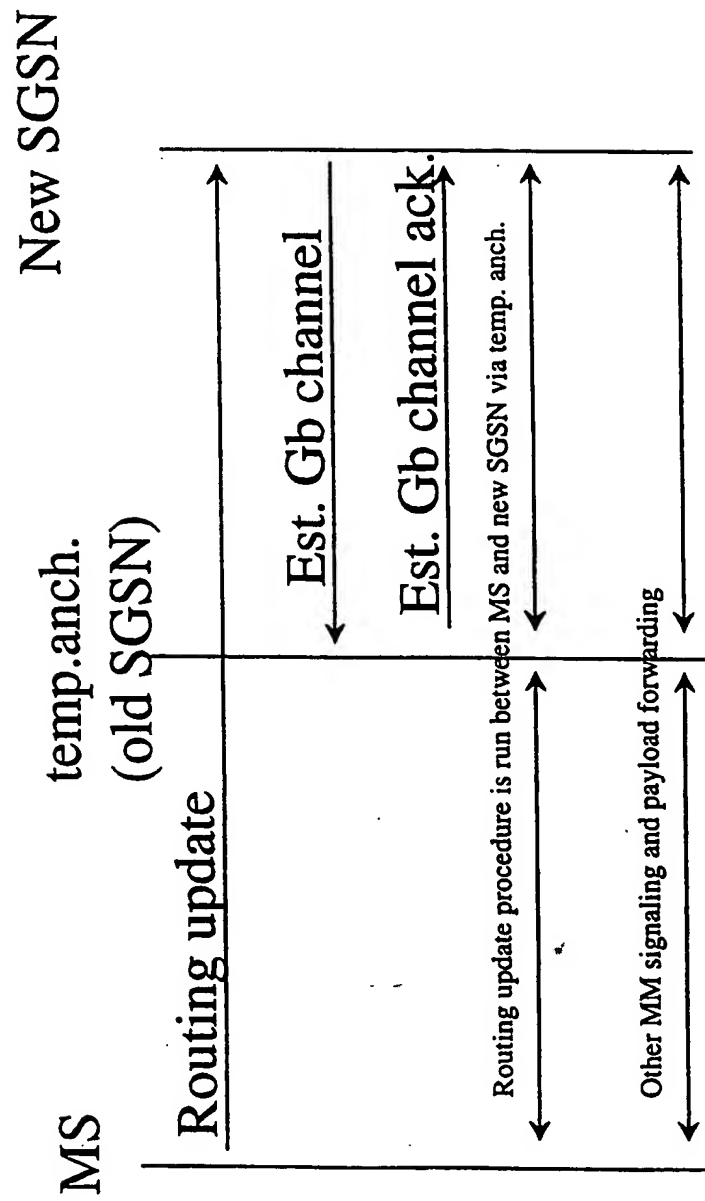 MS
temp.anch.
(old SGSN)
New SGSN
Routing update
Est. Gb channel
Est. Gb channel ack.
Routing update procedure is run between MS and new SGSN via temp. anch.
Other MM signaling and payload forwarding